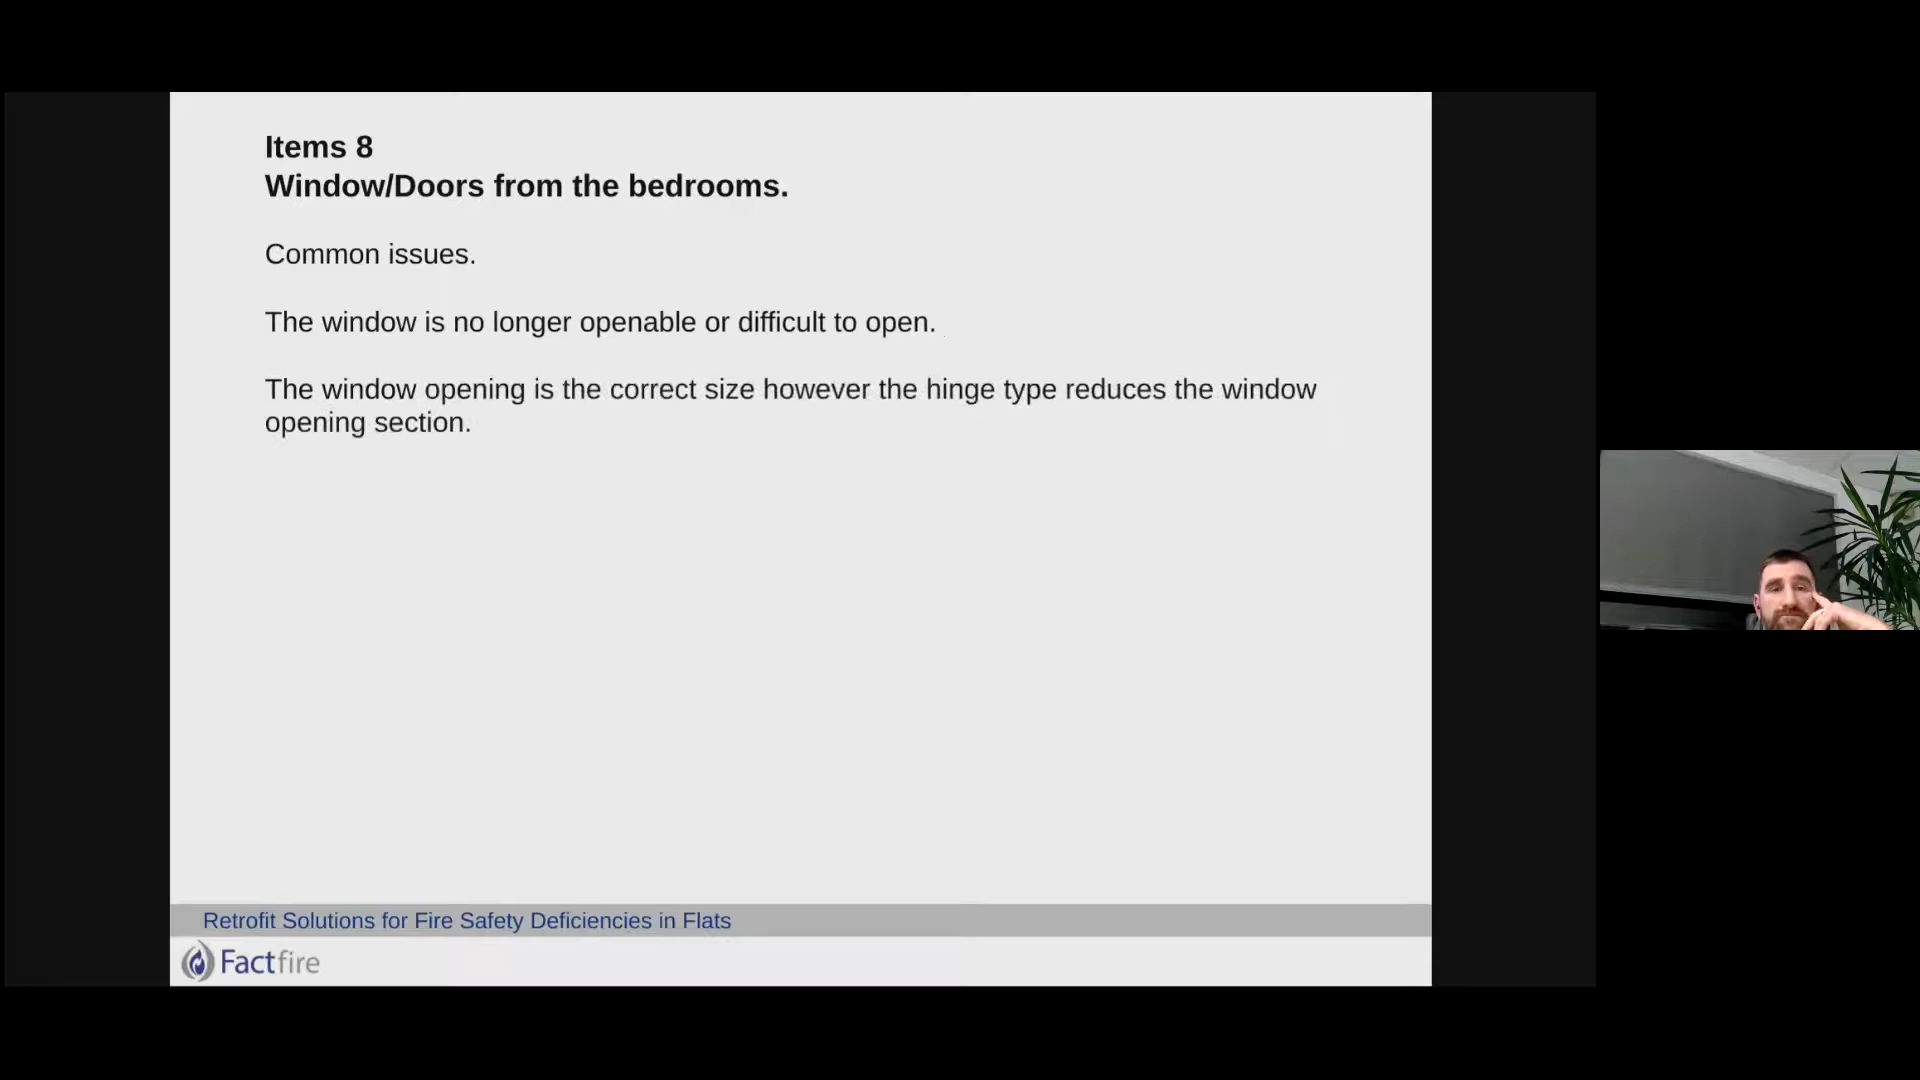 Items 8
Window/Doors from the bedrooms.
Common issues.
The window is no longer openable or difficult to open.
The window opening is the correct size however the hinge type reduces the window
opening section.
Retrofit Solutions for Fire Safety Deficiencies in Flats
Factfire